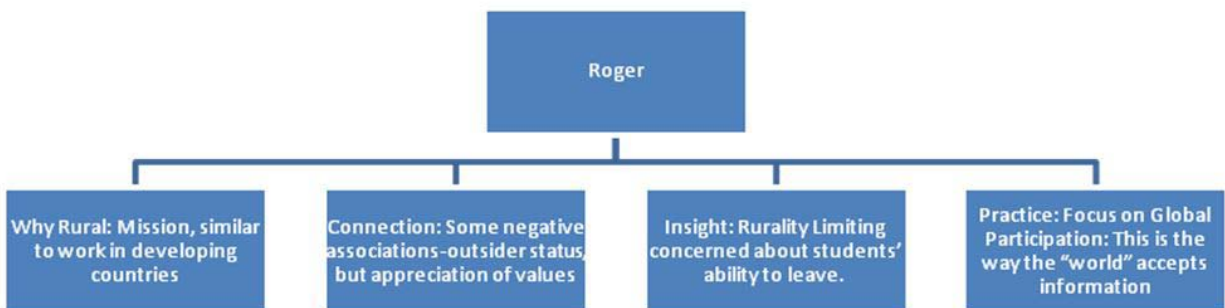 Roger
Why Rural: Mission, similar
to work in developing
countries
Connection: Some negative
associations-outsider status,
but appreciation of values
Insight: Rurality Limiting
concerned about students’
ability to leave.
Practice: Focus on Global
Participation: This is the
way the “world” accepts
information